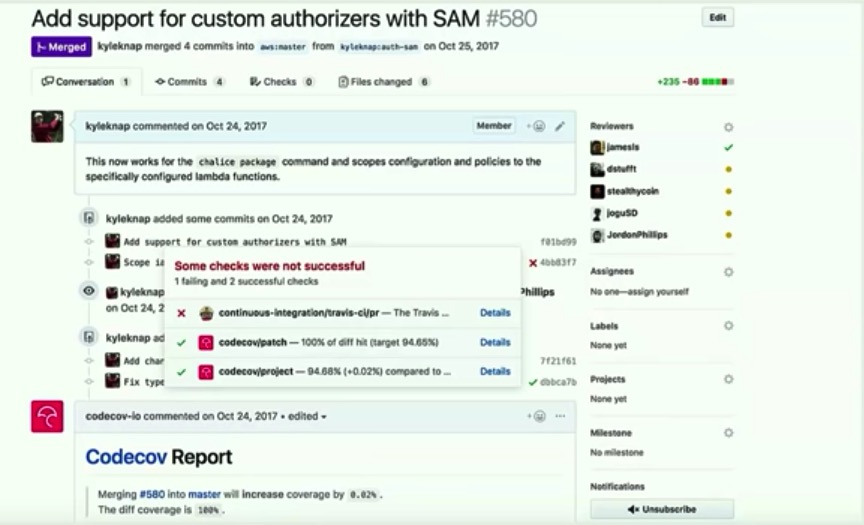 Add support for custom authorizers with SAM #580
Edit
Merged kyleknap merged 4 commits into aws:master from kyleknap:auth-sam on Oct 25, 2017
Conversation 1 Commits 4 Checks 0 Files changed 6 +235 −86
kyleknap commented on Oct 24, 2017 Member
This now works for the chalice package command and scopes configuration and policies to the
specifically configured lambda functions.
kyleknap added some commits on Oct 24, 2017
Add support for custom authorizers with SAM f01bd99
Scope 4bb83f7
kyleknap Phillips
on Oct 24, 2
kyleknap ad
Add char 7f21f61
Fix type dbbca7b
Some checks were not successful
1 failing and 2 successful checks
continuous-integration/travis-ci/pr — The Travis ... Details
codecov/patch — 100% of diff hit (target 94.65%) Details
codecov/project — 94.68% (+0.02%) compared to ... Details
codecov-io commented on Oct 24, 2017 • edited
Codecov Report
Merging #580 into master will increase coverage by 0.02%.
The diff coverage is 100%.
Reviewers
jamesls
dstufft
stealthycoin
joguSD
JordonPhillips
Assignees
No one—assign yourself
Labels
None yet
Projects
None yet
Milestone
No milestone
Notifications
Unsubscribe